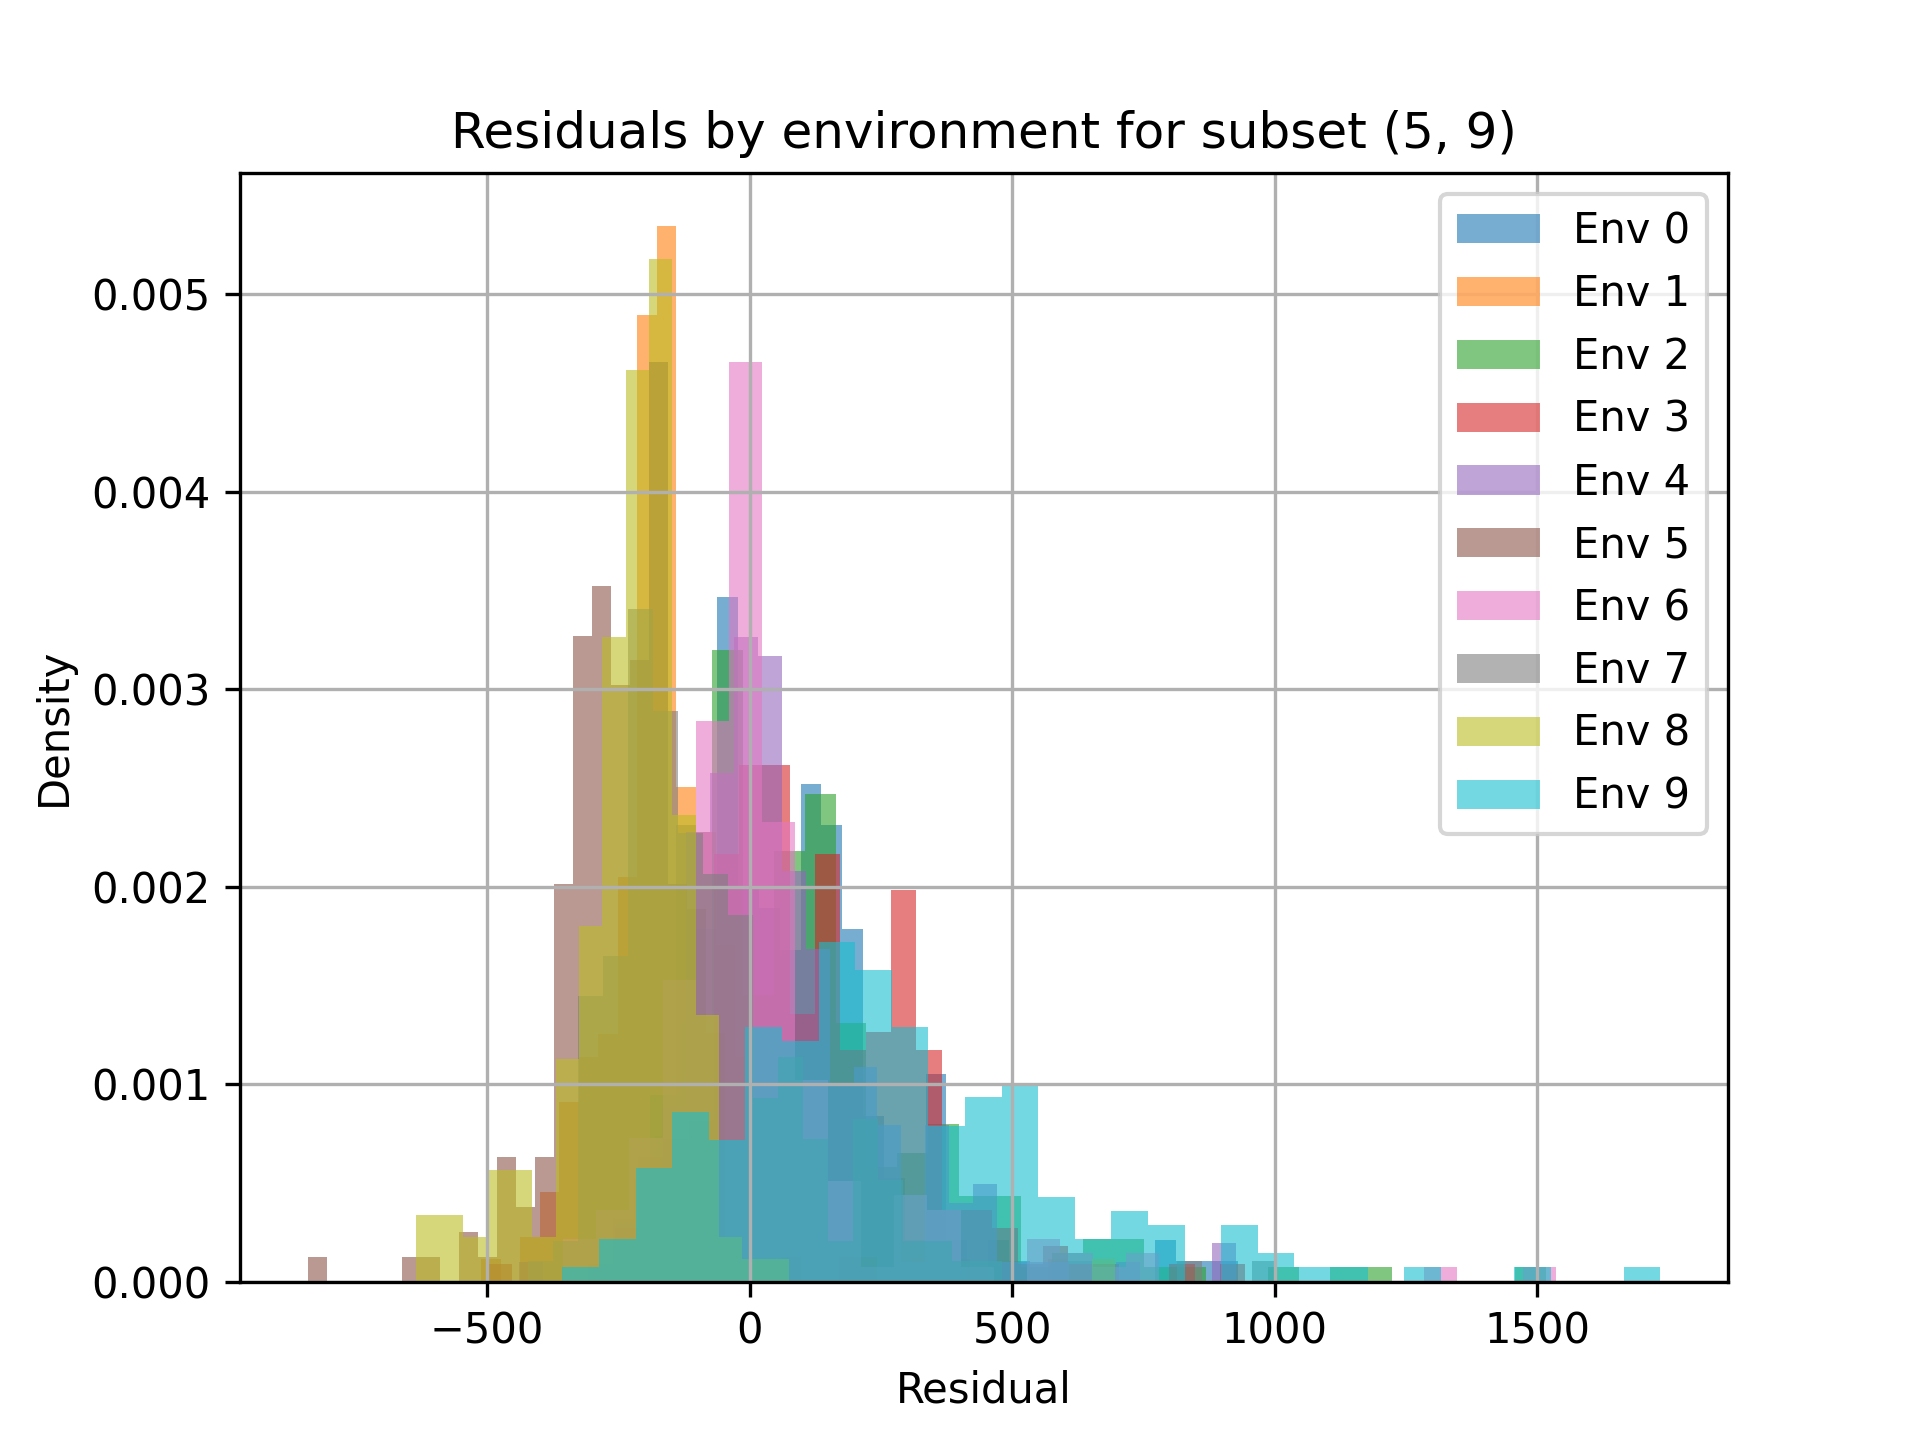 Residuals by environment for subset (5, 9)
Env 0
Env 1
Env 2
Env 3
Env 4
Env 5
Env 6
Env 7
Env 8
Env 9
Density
0.005
0.004
0.003
0.002
0.001
0.000
−500
0
500
1000
1500
Residual